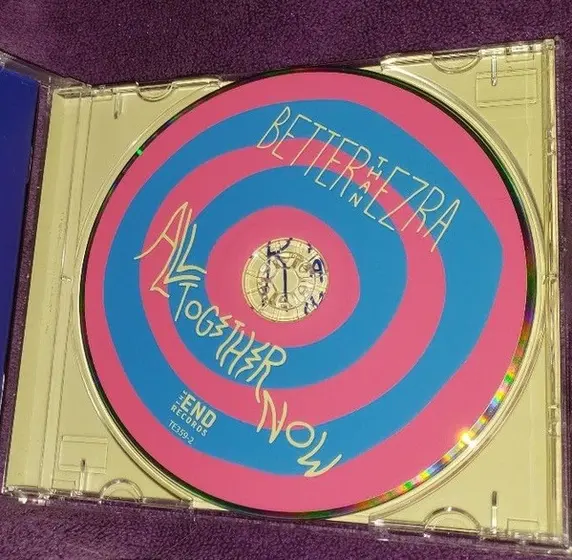 BETTER THAN EZRA
ALL
TOGETHER
NOW
THE END
RECORDS
TE359-2